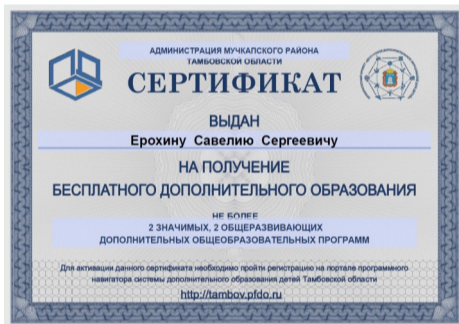 АДМИНИСТРАЦИЯ МУЧКАПСКОГО РАЙОНА
ТАМБОВСКОЙ ОБЛАСТИ
СЕРТИФИКАТ
ВЫДАН
Ерохину Савелию Сергеевичу
НА ПОЛУЧЕНИЕ
БЕСПЛАТНОГО ДОПОЛНИТЕЛЬНОГО ОБРАЗОВАНИЯ
НЕ БОЛЕЕ
2 ЗНАЧИМЫХ, 2 ОБЩЕРАЗВИВАЮЩИХ
ДОПОЛНИТЕЛЬНЫХ ОБЩЕОБРАЗОВАТЕЛЬНЫХ ПРОГРАММ
Для активации данного сертификата необходимо пройти регистрацию на портале программного
навигатора системы дополнительного образования детей Тамбовской области
http://tambov.pfdo.ru